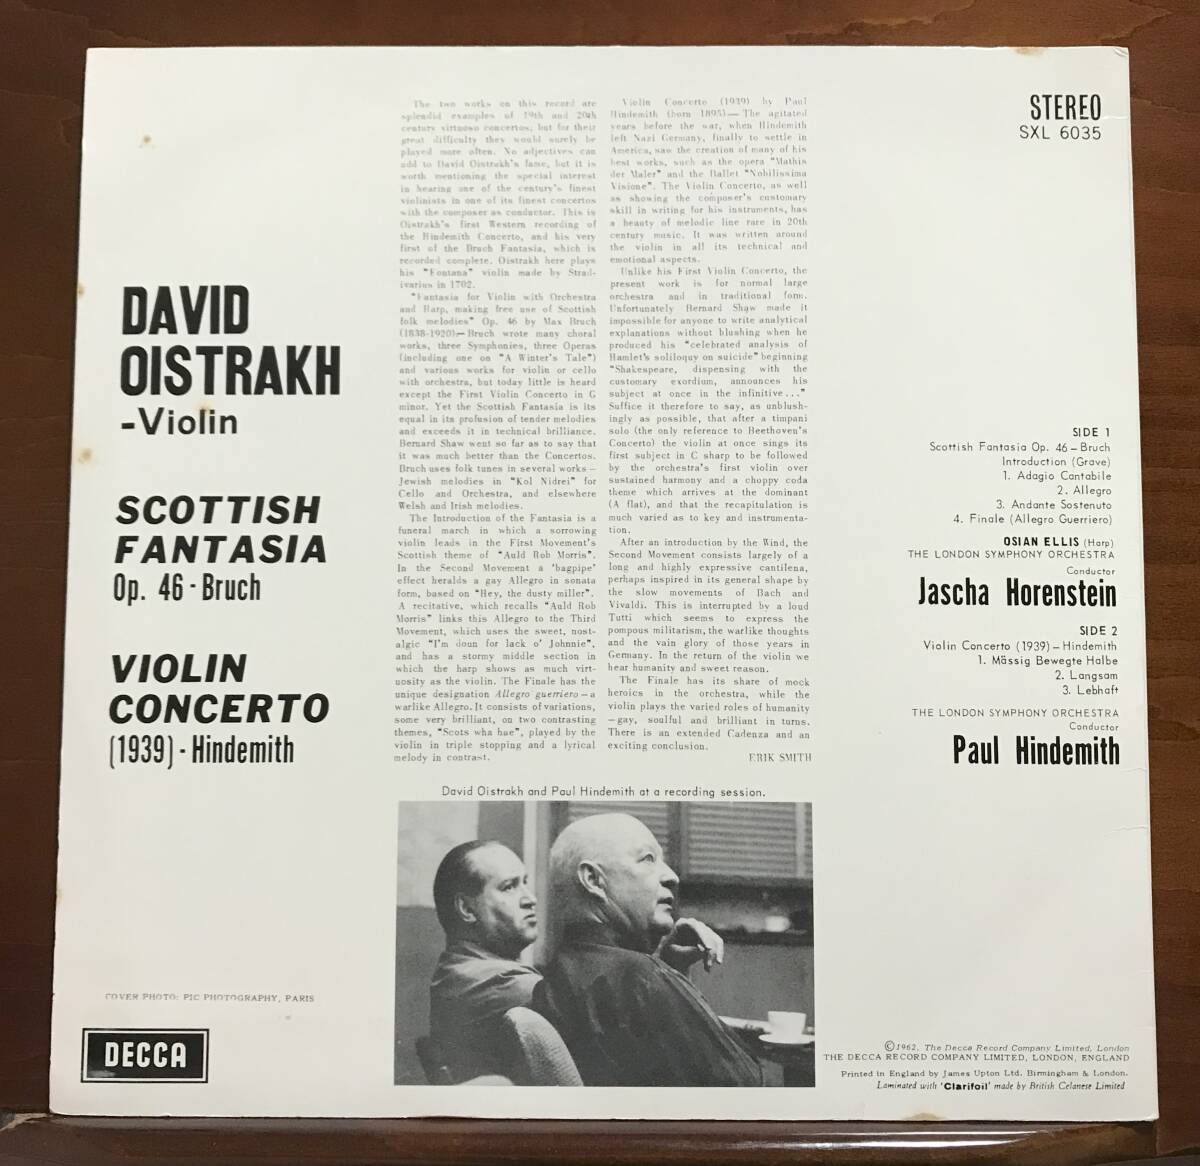 DAVID
OISTRAKH
-Violin
SCOTTISH
FANTASIA
Op. 46 - Bruch
VIOLIN
CONCERTO
(1939) - Hindemith
COVER PHOTO: PIC PHOTOGRAPHY, PARIS
DECCA
The two works on this record are
splendid examples of 19th and 20th
century virtuoso concertos, but for their
great difficulty they would surely be
played more often. No adjectives can
add to David Oistrakh's fame, but it is
worth mentioning the special interest
in hearing one of the century's finest
violinists in one of its finest concertos
with the composer as conductor. This is
Oistrakh's first Western recording of
the Hindemith Concerto, and his very
first of the Bruch Fantasia, which is
recorded complete. Oistrakh here plays
his "Fontana" violin made by Strad-
ivarius in 1702.
"Fantasia for Violin with Orchestra
and Harp, making free use of Scottish
folk melodies" Op. 46 by Max Bruch
(1838-1920)—Bruch wrote many choral
works, three Symphonies, three Operas
(including one on "A Winter's Tale")
and various works for violin or cello
with orchestra, but today little is heard
except the First Violin Concerto in G
minor. Yet the Scottish Fantasia is its
equal in its profusion of tender melodies
and exceeds it in technical brilliance.
Bernard Shaw went so far as to say that
it was much better than the Concertos.
Bruch uses folk tunes in several works –
Jewish melodies in "Kol Nidrei" for
Cello and Orchestra, and elsewhere
Welsh and Irish melodies.
The Introduction of the Fantasia is a
funeral march in which a sorrowing
violin leads in the First Movement's
Scottish theme of "Auld Rob Morris".
In the Second Movement a 'bagpipe'
effect heralds a gay Allegro in sonata
form, based on "Hey, the dusty miller".
A recitative, which recalls "Auld Rob
Morris" links this Allegro to the Third
Movement, which uses the sweet, nost-
algic "I'm doun for lack o' Johnnie",
and has a stormy middle section in
which the harp shows as much virt-
uosity as the violin. The Finale has the
unique designation Allegro guerriero – a
warlike Allegro. It consists of variations,
some very brilliant, on two contrasting
themes, "Scots wha hae", played by the
violin in triple stopping and a lyrical
melody in contrast.
Violin Concerto (1939) by Paul
Hindemith (born 1895)—The agitated
years before the war, when Hindemith
left Nazi Germany, finally to settle in
America, saw the creation of many of his
best works, such as the opera "Mathis
der Maler" and the Ballet "Nobilissima
Visione". The Violin Concerto, as well
as showing the composer's customary
skill in writing for his instruments, has
a beauty of melodic line rare in 20th
century music. It was written around
the violin in all its technical and
emotional aspects.
Unlike his First Violin Concerto, the
present work is for normal large
orchestra and in traditional form.
Unfortunately Bernard Shaw made it
impossible for anyone to write analytical
explanations without blushing when he
produced his "celebrated analysis of
Hamlet's soliloquy on suicide" beginning
"Shakespeare, dispensing with the
customary exordium, announces his
subject at once in the infinitive..."
Suffice it therefore to say, as unblush-
ingly as possible, that after a timpani
solo (the only reference to Beethoven's
Concerto) the violin at once sings its
first subject in C sharp to be followed
by the orchestra's first violin over
sustained harmony and a choppy coda
theme which arrives at the dominant
(A flat), and that the recapitulation is
much varied as to key and instrumenta-
tion.
After an introduction by the Wind, the
Second Movement consists largely of a
long and highly expressive cantilena,
perhaps inspired in its general shape by
the slow movements of Bach and
Vivaldi. This is interrupted by a loud
Tutti which seems to express the
pompous militarism, the warlike thoughts
and the vain glory of those years in
Germany. In the return of the violin we
hear humanity and sweet reason.
The Finale has its share of mock
heroics in the orchestra, while the
violin plays the varied roles of humanity
– gay, soulful and brilliant in turns.
There is an extended Cadenza and an
exciting conclusion.
ERIK SMITH
David Oistrakh and Paul Hindemith at a recording session.
STEREO
SXL 6035
SIDE 1
Scottish Fantasia Op. 46 – Bruch
Introduction (Grave)
1. Adagio Cantabile
2. Allegro
3. Andante Sostenuto
4. Finale (Allegro Guerriero)
OSIAN ELLIS (Harp)
THE LONDON SYMPHONY ORCHESTRA
Conductor
Jascha Horenstein
SIDE 2
Violin Concerto (1939) – Hindemith
1. Mässig Bewegte Halbe
2. Langsam
3. Lebhaft
THE LONDON SYMPHONY ORCHESTRA
Conductor
Paul Hindemith
©1962, The Decca Record Company Limited, London
THE DECCA RECORD COMPANY LIMITED, LONDON, ENGLAND
Printed in England by James Upton Ltd. Birmingham & London.
Laminated with 'Clarifoil' made by British Celanese Limited